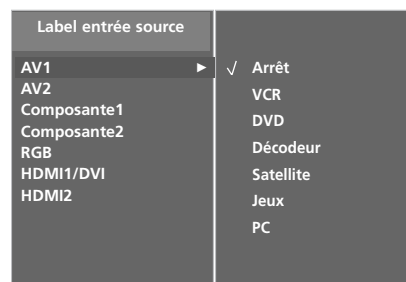 Label entrée source
AV1
AV2
Composante1
Composante2
RGB
HDMI1/DVI
HDMI2
Arrêt
VCR
DVD
Décodeur
Satellite
Jeux
PC